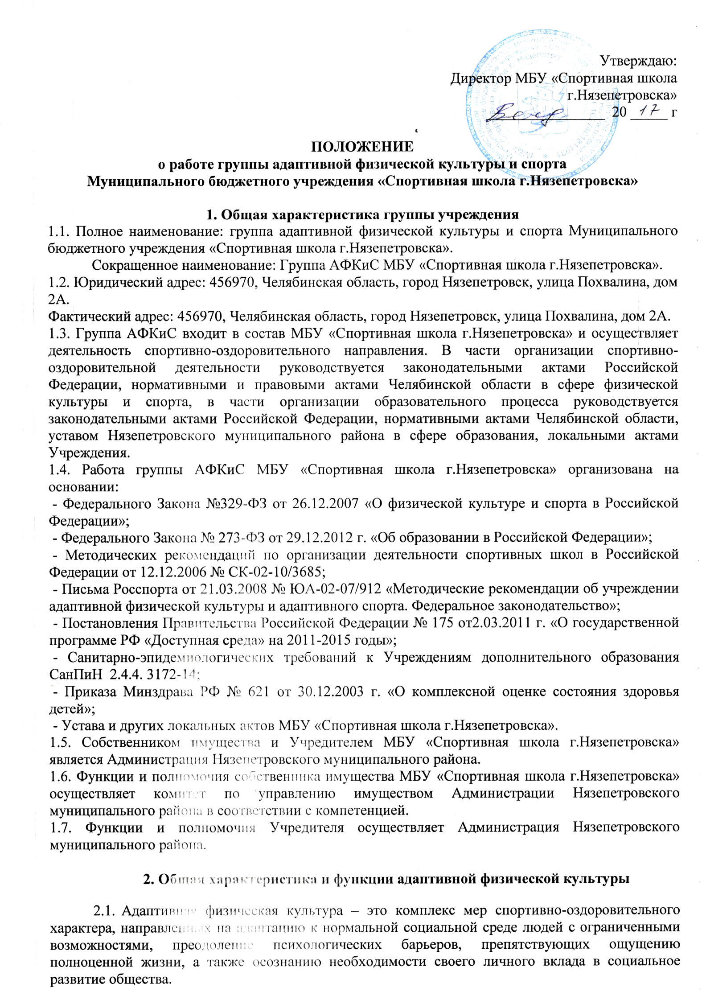 Утверждаю:
Директор МБУ «Спортивная школа
г.Нязепетровска»
20 17 г
ПОЛОЖЕНИЕ
о работе группы адаптивной физической культуры и спорта
Муниципального бюджетного учреждения «Спортивная школа г.Нязепетровска»
1. Общая характеристика группы учреждения
1.1. Полное наименование: группа адаптивной физической культуры и спорта Муниципального
бюджетного учреждения «Спортивная школа г.Нязепетровска».
Сокращенное наименование: Группа АФКиС МБУ «Спортивная школа г.Нязепетровска».
1.2. Юридический адрес: 456970, Челябинская область, город Нязепетровск, улица Похвалина, дом
2А.
Фактический адрес: 456970, Челябинская область, город Нязепетровск, улица Похвалина, дом 2А.
1.3. Группа АФКиС входит в состав МБУ «Спортивная школа г.Нязепетровска» и осуществляет
деятельность спортивно-оздоровительного направления. В части организации спортивно-
оздоровительной деятельности руководствуется законодательными актами Российской
Федерации, нормативными и правовыми актами Челябинской области в сфере физической
культуры и спорта, в части организации образовательного процесса руководствуется
законодательными актами Российской Федерации, нормативными актами Челябинской области,
уставом Нязепетровского муниципального района в сфере образования, локальными актами
Учреждения.
1.4. Работа группы АФКиС МБУ «Спортивная школа г.Нязепетровска» организована на
основании:
- Федерального Закона №329-ФЗ от 26.12.2007 «О физической культуре и спорта в Российской
Федерации»;
- Федерального Закона № 273-ФЗ от 29.12.2012 г. «Об образовании в Российской Федерации»;
- Методических рекомендаций по организации деятельности спортивных школ в Российской
Федерации от 12.12.2006 № СК-02-10/3685;
- Письма Росспорта от 21.03.2008 № ЮА-02-07/912 «Методические рекомендации об учреждении
адаптивной физической культуры и адаптивного спорта. Федеральное законодательство»;
- Постановления Правительства Российской Федерации № 175 от2.03.2011 г. «О государственной
программе РФ «Доступная среда» на 2011-2015 годы»;
- Санитарно-эпидемиологических требований к Учреждениям дополнительного образования
СанПиН 2.4.4. 3172-14;
- Приказа Минздрава РФ № 621 от 30.12.2003 г. «О комплексной оценке состояния здоровья
детей»;
- Устава и других локальных актов МБУ «Спортивная школа г.Нязепетровска».
1.5. Собственником имущества и Учредителем МБУ «Спортивная школа г.Нязепетровска»
является Администрация Нязепетровского муниципального района.
1.6. Функции и полномочия собственника имущества МБУ «Спортивная школа г.Нязепетровска»
осуществляет комитет по управлению имуществом Администрации Нязепетровского
муниципального района в соответствии с компетенцией.
1.7. Функции и полномочия Учредителя осуществляет Администрация Нязепетровского
муниципального района.
2. Общая характеристика и функции адаптивной физической культуры
2.1. Адаптивная физическая культура – это комплекс мер спортивно-оздоровительного
характера, направленных на адаптацию к нормальной социальной среде людей с ограниченными
возможностями, преодоление психологических барьеров, препятствующих ощущению
полноценной жизни, а также осознанию необходимости своего личного вклада в социальное
развитие общества.